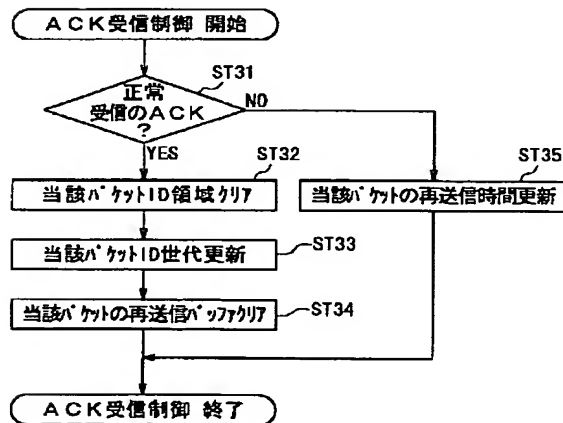 ACK受信制御 開始
ST31
正常
受信のACK
?
NO
YES
ST32
当該パケットID領域クリア
ST33
当該パケットID世代更新
ST34
当該パケットの再送信バッファクリア
ST35
当該パケットの再送信時間更新
ACK受信制御 終了